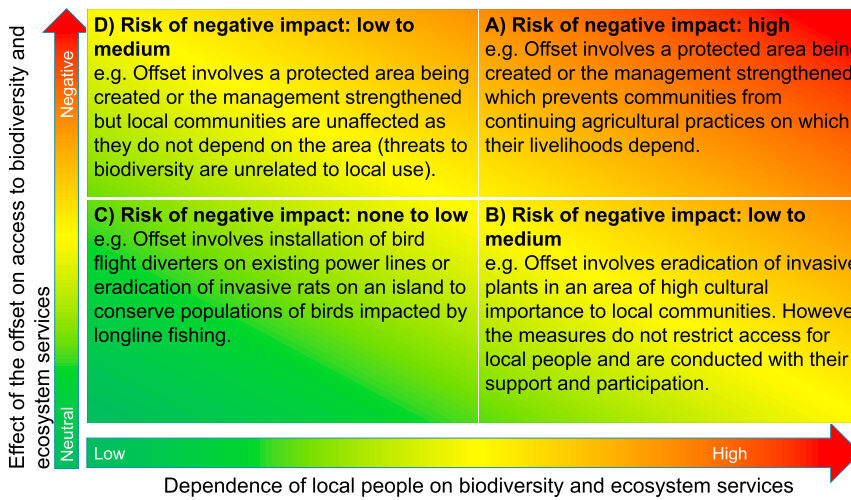 Effect of the offset on access to biodiversity and
ecosystem services
Negative
Neutral
D) Risk of negative impact: low to
medium
e.g. Offset involves a protected area being
created or the management strengthened
but local communities are unaffected as
they do not depend on the area (threats to
biodiversity are unrelated to local use).
A) Risk of negative impact: high
e.g. Offset involves a protected area being
created or the management strengthened
which prevents communities from
continuing agricultural practices on which
their livelihoods depend.
C) Risk of negative impact: none to low
e.g. Offset involves installation of bird
flight diverters on existing power lines or
eradication of invasive rats on an island to
conserve populations of birds impacted by
longline fishing.
B) Risk of negative impact: low to
medium
e.g. Offset involves eradication of invasive
plants in an area of high cultural
importance to local communities. Howeve
the measures do not restrict access for
local people and are conducted with their
support and participation.
Low
High
Dependence of local people on biodiversity and ecosystem services